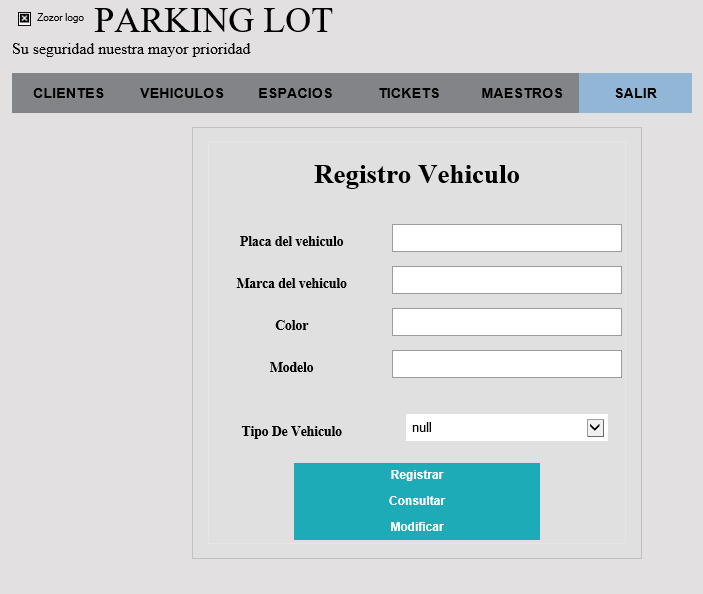 Zozor logo PARKING LOT
Su seguridad nuestra mayor prioridad
CLIENTES VEHICULOS ESPACIOS TICKETS MAESTROS SALIR
Registro Vehiculo
Placa del vehiculo
Marca del vehiculo
Color
Modelo
Tipo De Vehiculo null
Registrar
Consultar
Modificar